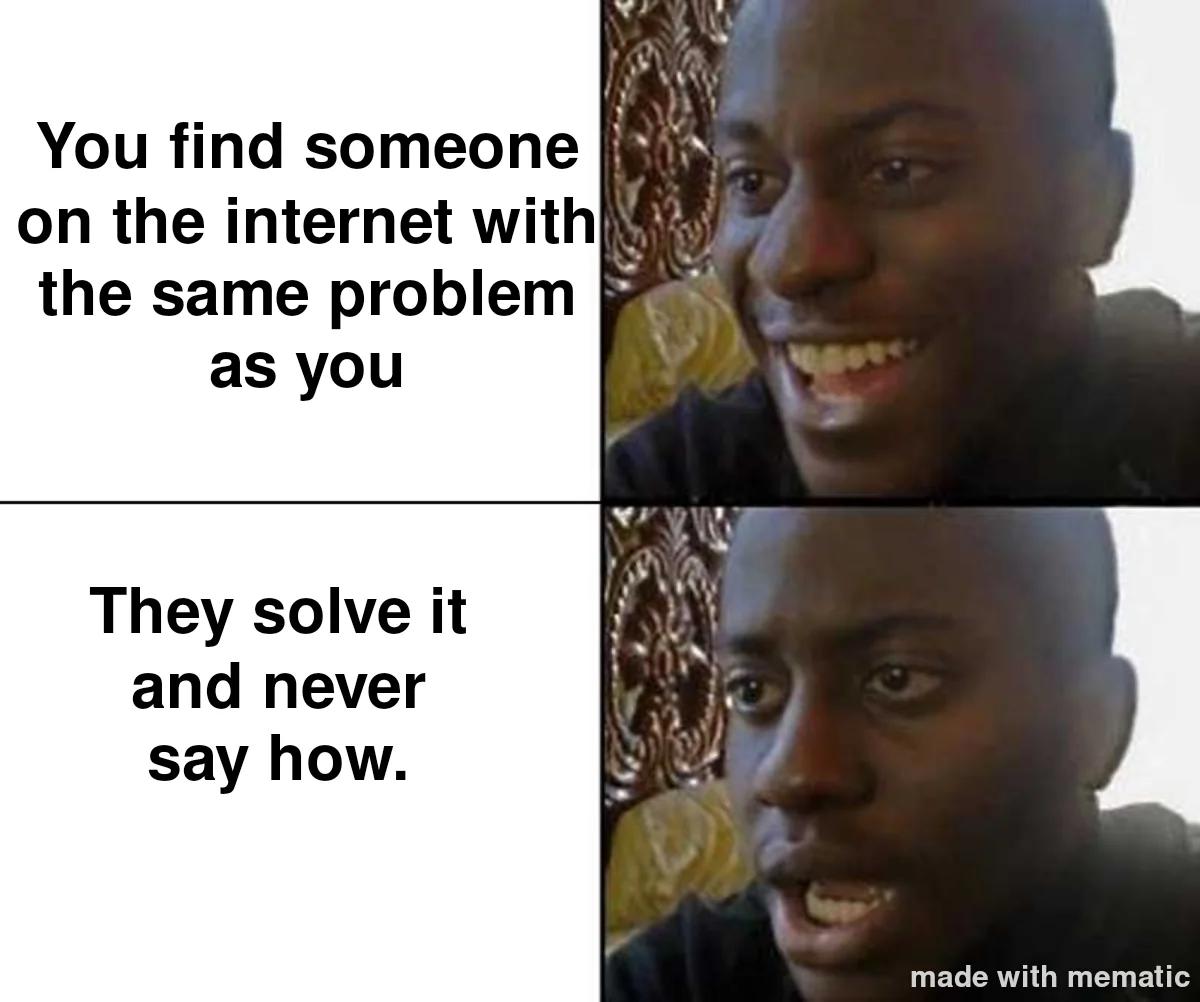 You find someone
on the internet with
the same problem
as you
They solve it
and never
say how.
made with mematic